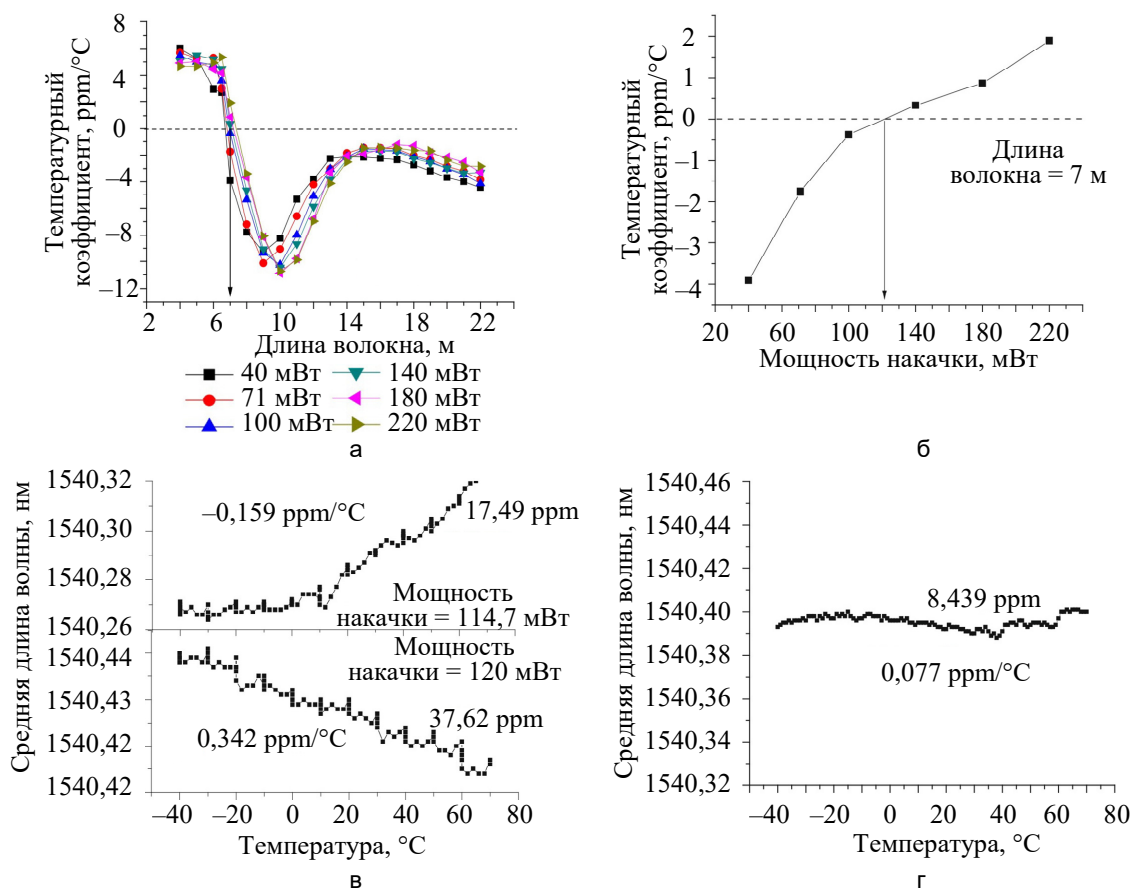 Температурный
коэффициент, ppm/°C
8
4
0
–4
–8
–12
2 6 10 14 18 22
Длина волокна, м
40 мВт 140 мВт
71 мВт 180 мВт
100 мВт 220 мВт
а
Температурный
коэффициент, ppm/°C
2
1
0
–1
–2
–3
–4
Длина
волокна = 7 м
20 60 100 140 180 220
Мощность накачки, мВт
б
Средняя длина волны, нм
1540,32
1540,30
1540,28
1540,26
1540,44
1540,43
1540,42
1540,42
–0,159 ppm/°C
17,49 ppm
Мощность
накачки = 114,7 мВт
Мощность
накачки = 120 мВт
37,62 ppm
0,342 ppm/°C
–40 –20 0 20 40 60 80
Температура, °C
в
Средняя длина волны, нм
1540,46
1540,44
1540,42
1540,40
1540,38
1540,36
1540,34
1540,32
8,439 ppm
0,077 ppm/°C
–40 –20 0 20 40 60 80
Температура, °C
г